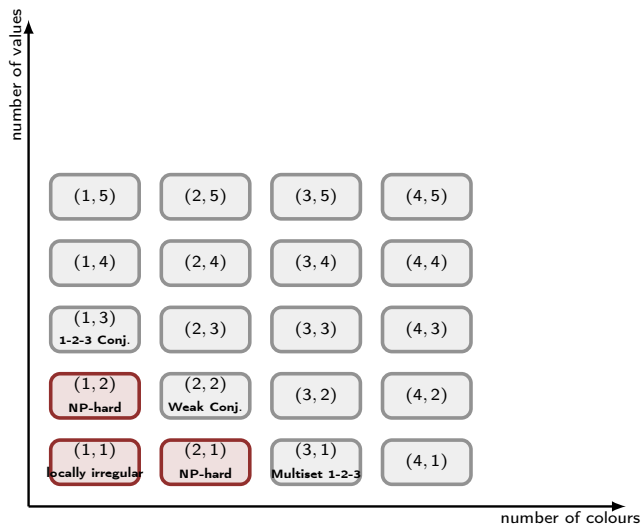 number of values
(1, 5)
(2, 5)
(3, 5)
(4, 5)
(1, 4)
(2, 4)
(3, 4)
(4, 4)
(1, 3)
1-2-3 Conj.
(2, 3)
(3, 3)
(4, 3)
(1, 2)
NP-hard
(2, 2)
Weak Conj.
(3, 2)
(4, 2)
(1, 1)
locally irregular
(2, 1)
NP-hard
(3, 1)
Multiset 1-2-3
(4, 1)
number of colours